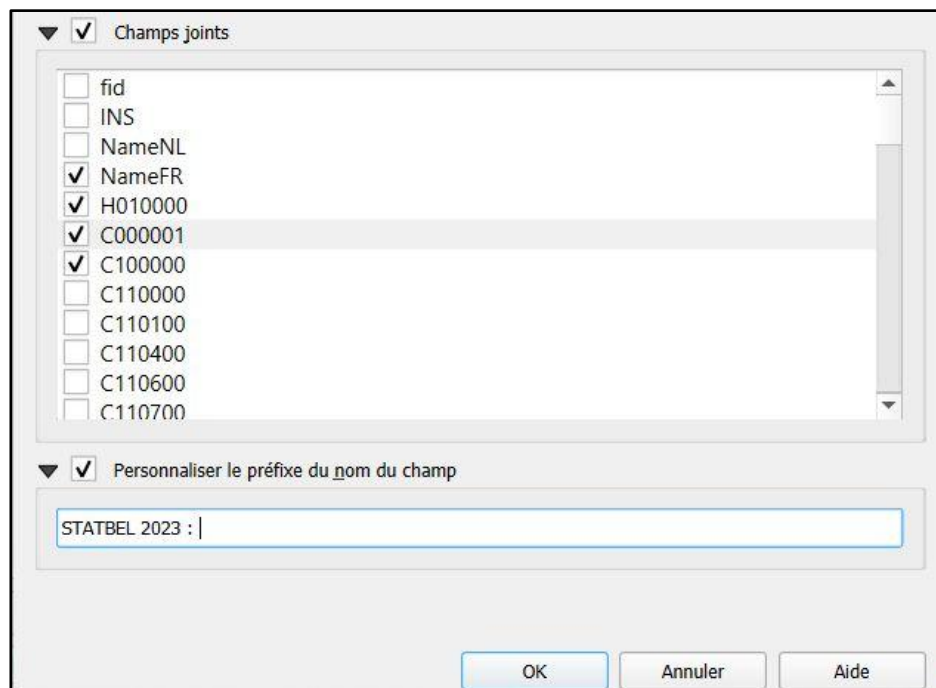 Champs joints
fid
INS
NameNL
NameFR
H010000
C000001
C100000
C110000
C110100
C110400
C110600
C110700
Personnaliser le préfixe du nom du champ
STATBEL 2023 :
OK
Annuler
Aide